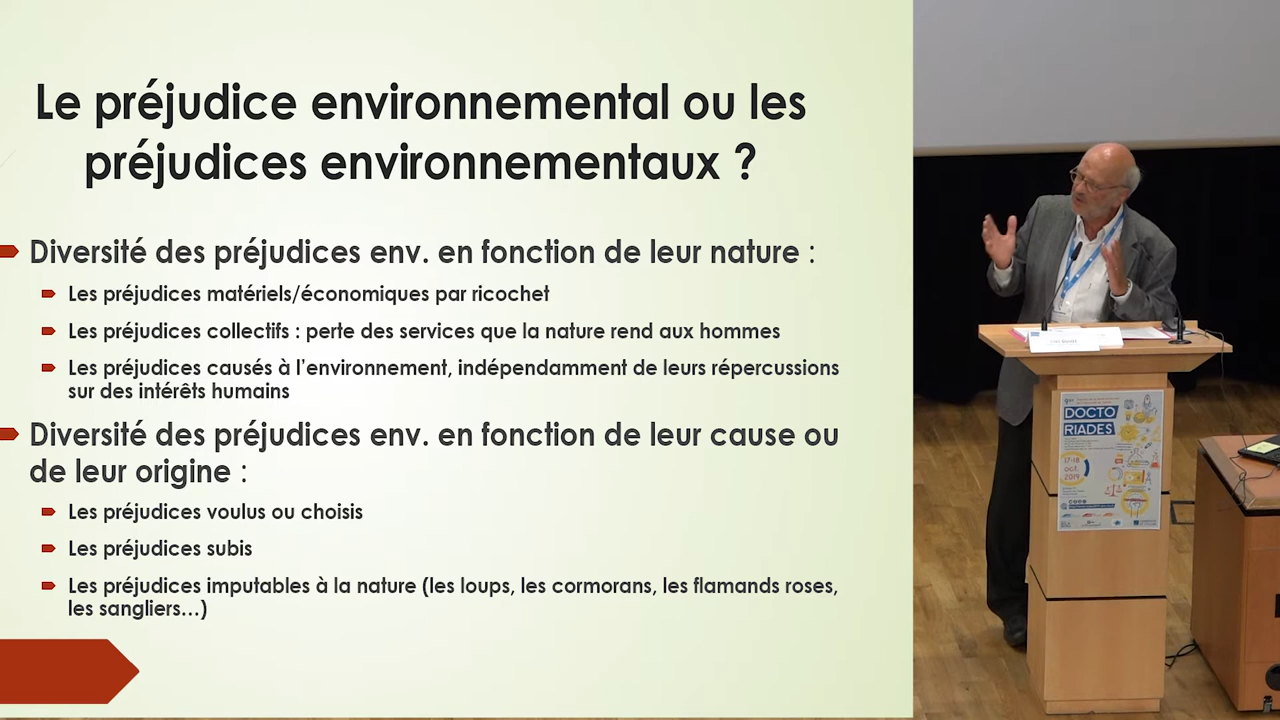 Le préjudice environnemental ou les
préjudices environnementaux ?
Diversité des préjudices env. en fonction de leur nature :
Les préjudices matériels/économiques par ricochet
Les préjudices collectifs : perte des services que la nature rend aux hommes
Les préjudices causés à l'environnement, indépendamment de leurs répercussions
sur des intérêts humains
Diversité des préjudices env. en fonction de leur cause ou
de leur origine :
Les préjudices voulus ou choisis
Les préjudices subis
Les préjudices imputables à la nature (les loups, les cormorans, les flamands roses,
les sangliers…)
DOCTO
RIADES
17-18
oct.
2019